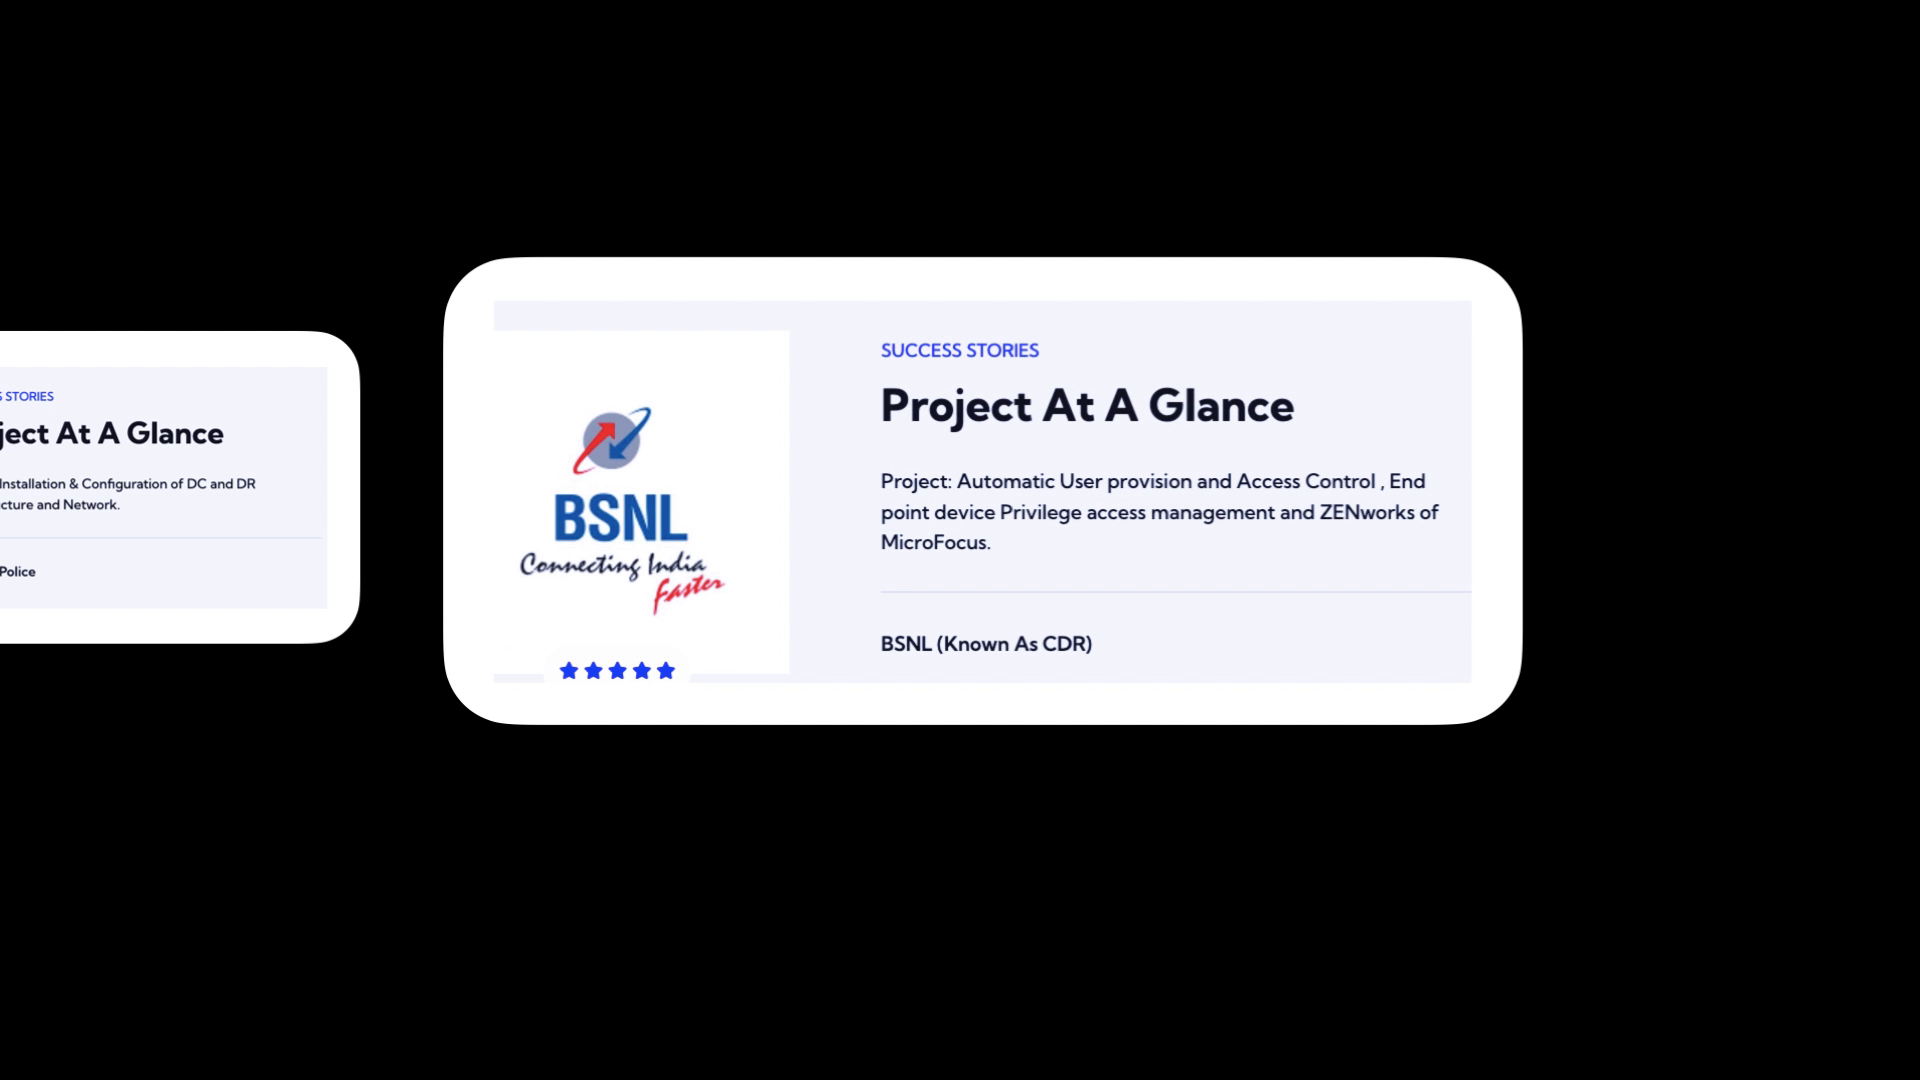 STORIES
ject At A Glance
Installation & Configuration of DC and DR
cture and Network.
Police
BSNL
Connecting India
Faster
SUCCESS STORIES
Project At A Glance
Project: Automatic User provision and Access Control , End
point device Privilege access management and ZENworks of
MicroFocus.
BSNL (Known As CDR)